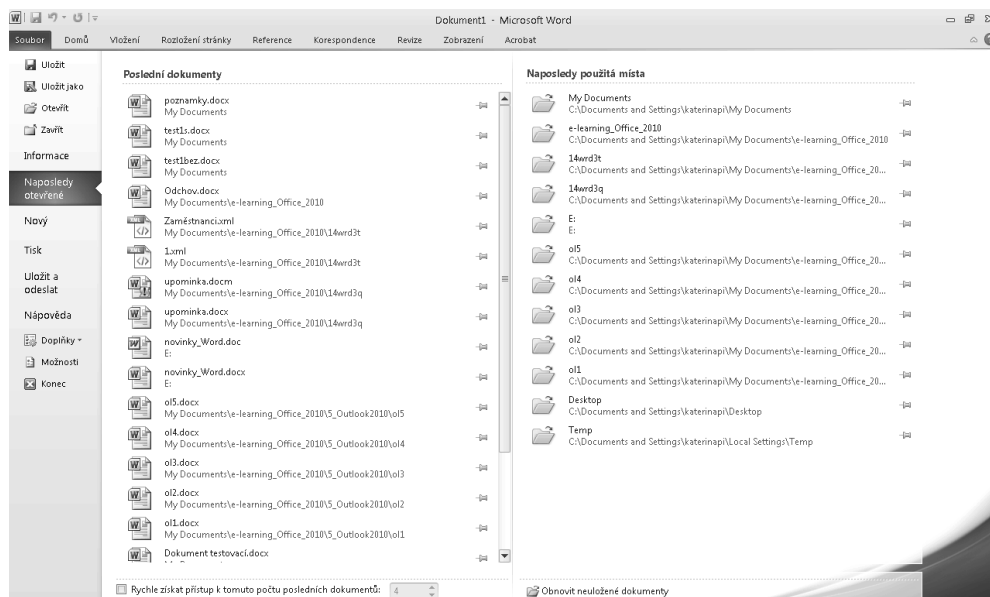 Dokument1 - Microsoft Word
Soubor Domů Vložení Rozložení stránky Reference Korespondence Revize Zobrazení Acrobat
Uložit
Uložit jako
Otevřít
Zavřít
Informace
Naposledy
otevřené
Nový
Tisk
Uložit a
odeslat
Nápověda
Doplňky
Možnosti
Konec
Poslední dokumenty
poznamky.docx
My Documents
test1s.docx
My Documents
test1bez.docx
My Documents
Odchov.docx
My Documents\e-learning_Office_2010
Zaměstnanci.xml
My Documents\e-learning_Office_2010\14wrd3t
1.xml
My Documents\e-learning_Office_2010\14wrd3t
upominka.docm
My Documents\e-learning_Office_2010\14wrd3q
upominka.docx
My Documents\e-learning_Office_2010\14wrd3q
novinky_Word.doc
E:
novinky_Word.docx
E:
ol5.docx
My Documents\e-learning_Office_2010\5_Outlook2010\ol5
ol4.docx
My Documents\e-learning_Office_2010\5_Outlook2010\ol4
ol3.docx
My Documents\e-learning_Office_2010\5_Outlook2010\ol3
ol2.docx
My Documents\e-learning_Office_2010\5_Outlook2010\ol2
ol1.docx
My Documents\e-learning_Office_2010\5_Outlook2010\ol1
Dokument testovací.docx
Rychle získat přístup k tomuto počtu posledních dokumentů: 4
Naposledy použitá místa
My Documents
C:\Documents and Settings\katerinapi\My Documents
e-learning_Office_2010
C:\Documents and Settings\katerinapi\My Documents\e-learning_Office_2010
14wrd3t
C:\Documents and Settings\katerinapi\My Documents\e-learning_Office_20...
14wrd3q
C:\Documents and Settings\katerinapi\My Documents\e-learning_Office_20...
E:
E:
ol5
C:\Documents and Settings\katerinapi\My Documents\e-learning_Office_20...
ol4
C:\Documents and Settings\katerinapi\My Documents\e-learning_Office_20...
ol3
C:\Documents and Settings\katerinapi\My Documents\e-learning_Office_20...
ol2
C:\Documents and Settings\katerinapi\My Documents\e-learning_Office_20...
ol1
C:\Documents and Settings\katerinapi\My Documents\e-learning_Office_20...
Desktop
C:\Documents and Settings\katerinapi\Desktop
Temp
C:\Documents and Settings\katerinapi\Local Settings\Temp
Obnovit neuložené dokumenty